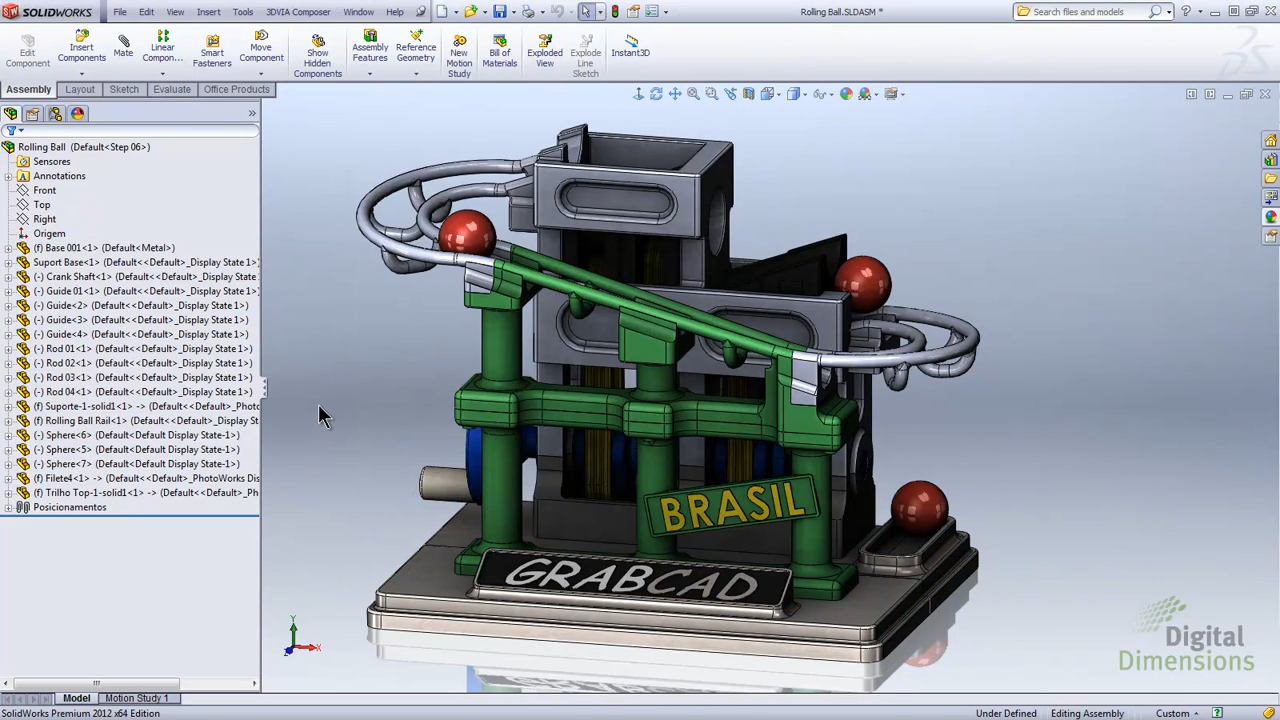 SOLIDWORKS File Edit View Insert Tools 3DVIA Composer Window Help Rolling Ball.SLDASM * Search files and models
Edit Component
Insert Components
Mate
Linear Compon...
Smart Fasteners
Move Component
Show Hidden Components
Assembly Features
Reference Geometry
New Motion Study
Bill of Materials
Exploded View
Explode Line Sketch
Instant3D
Assembly Layout Sketch Evaluate Office Products
Rolling Ball (Default<Step 06>)
Sensores
Annotations
Front
Top
Right
Origem
(f) Base 001<1> (Default<Metal>)
Suport Base<1> (Default<<Default>_Display State 1>)
(-) Crank Shaft<1> (Default<<Default>_Display State
(-) Guide 01<1> (Default<<Default>_Display State 1>)
(-) Guide<2> (Default<<Default>_Display State 1>)
(-) Guide<3> (Default<<Default>_Display State 1>)
(-) Guide<4> (Default<<Default>_Display State 1>)
(-) Rod 01<1> (Default<<Default>_Display State 1>)
(-) Rod 02<1> (Default<<Default>_Display State 1>)
(-) Rod 03<1> (Default<<Default>_Display State 1>)
(-) Rod 04<1> (Default<<Default>_Display State 1>)
(f) Suporte-1-solid1<1> -> (Default<<Default>_Photo
(f) Rolling Ball Rail<1> (Default<<Default>_Display St
(-) Sphere<6> (Default<Default Display State-1>)
(-) Sphere<5> (Default<Default Display State-1>)
(-) Sphere<7> (Default<Default Display State-1>)
(f) Filete4<1> -> (Default<<Default>_PhotoWorks Dis
(f) Trilho Top-1-solid1<1> -> (Default<<Default>_Ph
Posicionamentos
BRASIL
GRABCAD
Y
X
Z
Digital
Dimensions
Model Motion Study 1
SolidWorks Premium 2012 x64 Edition Under Defined Editing Assembly Custom